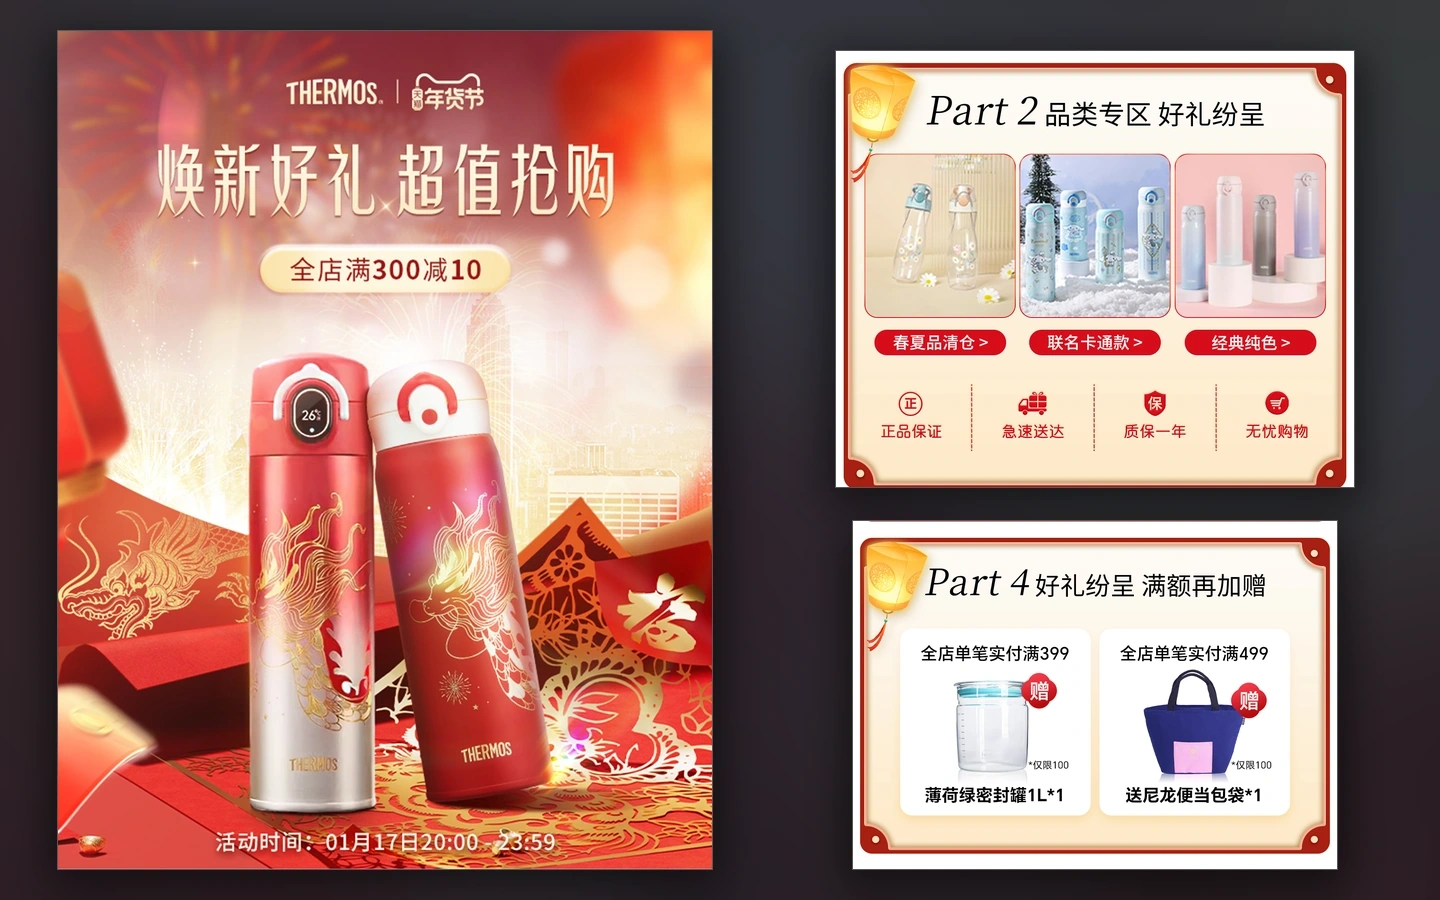 THERMOS
天猫年货节
焕新好礼 超值抢购
全店满300减10
26℃
THERMOS
THERMOS
福
活动时间：01月17日20:00 - 23:59
Part 2 品类专区 好礼纷呈
春夏品清仓 >
联名卡通款 >
经典纯色 >
正
保
正品保证
急速送达
质保一年
无忧购物
Part 4 好礼纷呈 满额再加赠
全店单笔实付满399
赠
*仅限100
薄荷绿密封罐1L*1
全店单笔实付满499
赠
*仅限100
送尼龙便当包袋*1